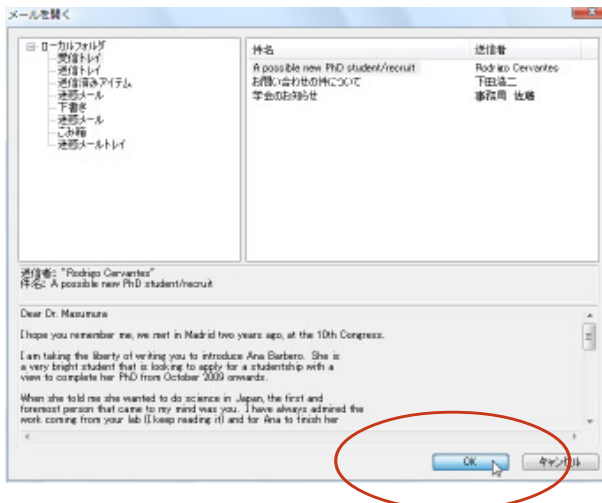 メールを開く
ローカルフォルダ
受信トレイ
送信トレイ
送信済みアイテム
迷惑メール
下書き
迷惑メール
ごみ箱
迷惑メールトレイ
件名 送信者
A possible new PhD student/recruit Rodrigo Cervantes
お問い合わせの件について 下田浩二
学会のお知らせ 事務局 佐藤
送信者: "Rodrigo Cervantes"
件名: A possible new PhD student/recruit
Dear Dr. Masumura
I hope you remember me, we met in Madrid two years ago, at the 10th Congress.
I am taking the liberty of writing you to introduce Ana Barbero. She is
a very bright student that is looking to apply for a studentship with a
view to complete her PhD from October 2009 onwards.
When she told me she wanted to do science in Japan, the first and
foremost person that came to my mind was you. I have always admired the
work coming from your lab (I keep reading it) and for Ana to finish her
OK キャンセル